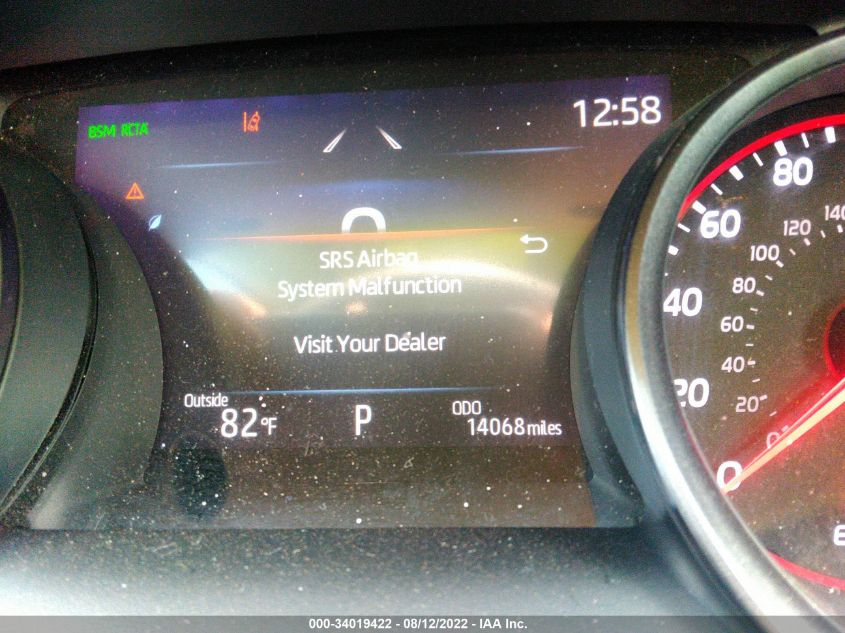 BSM RCTA
12:58
SRS Airbag
System Malfunction
Visit Your Dealer
Outside
82°F
P
ODO
14068 miles
80
60
40
20
0
140
120
100
80
60
40
20
0
E
000-34019422 - 08/12/2022 - IAA Inc.